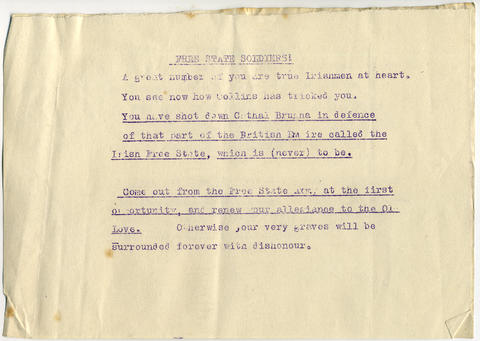 FREE STATE SOLDIERS!
A great number of you are true Irishmen at heart.
You see now how Collins has tricked you.
You have shot down Cathal Brugha in defence
of that part of the British Em ire called the
Irish Free State, which is (never) to be.
Come out from the Free State Army at the first
opportunity, and renew your allegiance to the Ol
Love. Otherwise your very graves will be
surrounded forever with dishonour.